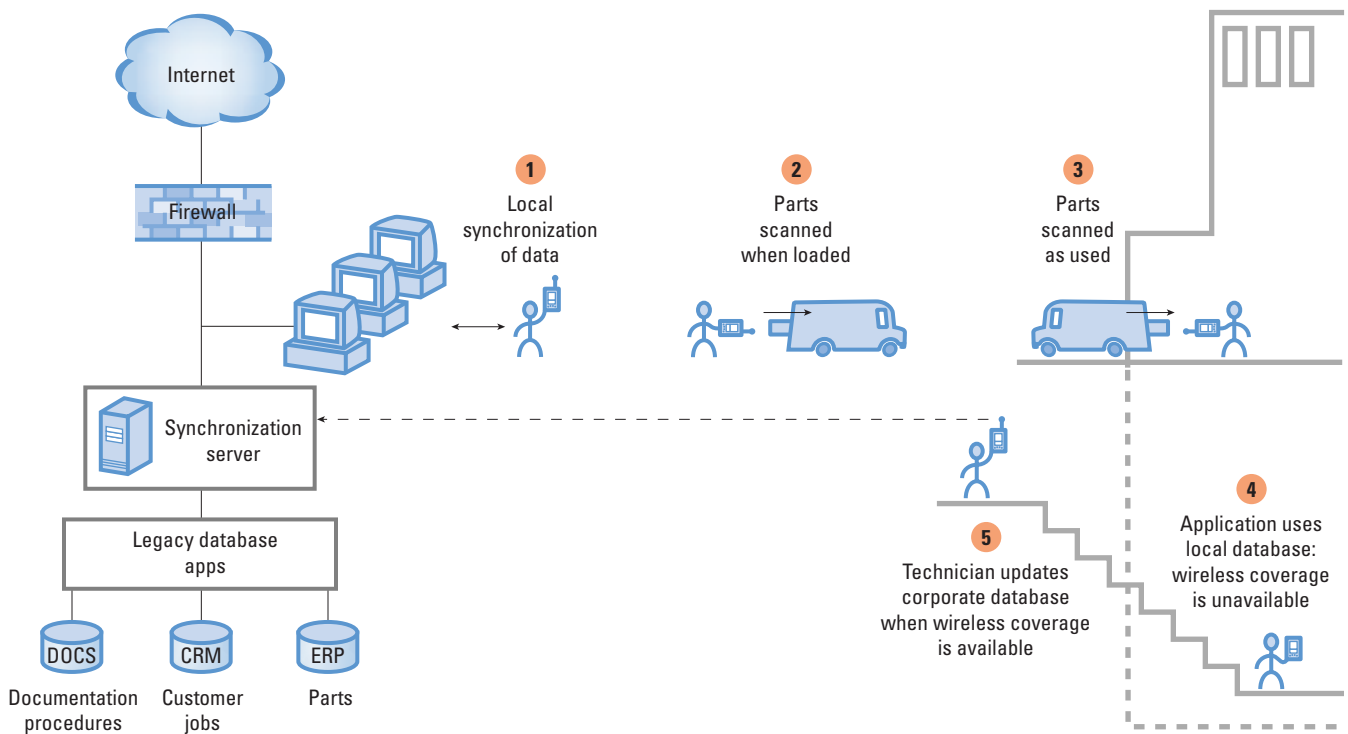 Internet
Firewall
1
Local
synchronization
of data
2
Parts
scanned
when loaded
3
Parts
scanned
as used
Synchronization
server
Legacy database
apps
DOCS
CRM
ERP
Documentation
procedures
Customer
jobs
Parts
4
Application uses
local database:
wireless coverage
is unavailable
5
Technician updates
corporate database
when wireless coverage
is available